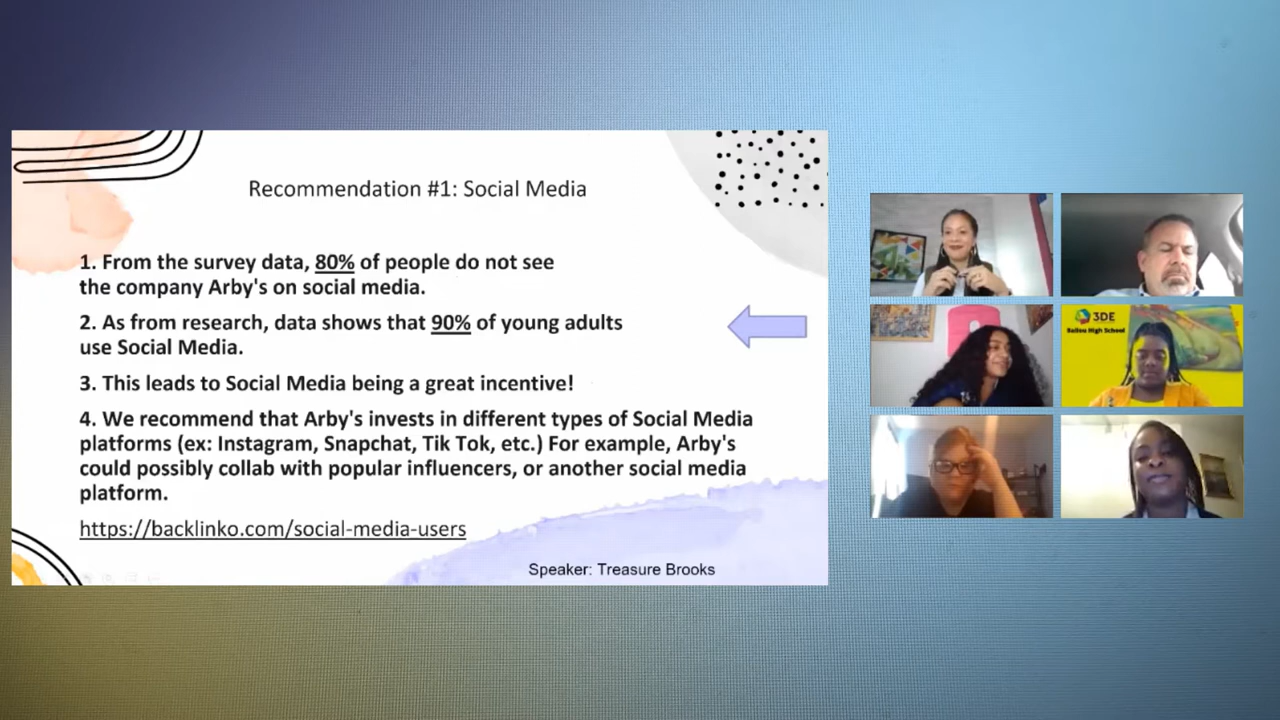 Recommendation #1: Social Media
1. From the survey data, 80% of people do not see
the company Arby's on social media.
2. As from research, data shows that 90% of young adults
use Social Media.
3. This leads to Social Media being a great incentive!
4. We recommend that Arby's invests in different types of Social Media
platforms (ex: Instagram, Snapchat, Tik Tok, etc.) For example, Arby's
could possibly collab with popular influencers, or another social media
platform.
https://backlinko.com/social-media-users
Speaker: Treasure Brooks
3DE
Ballou High School